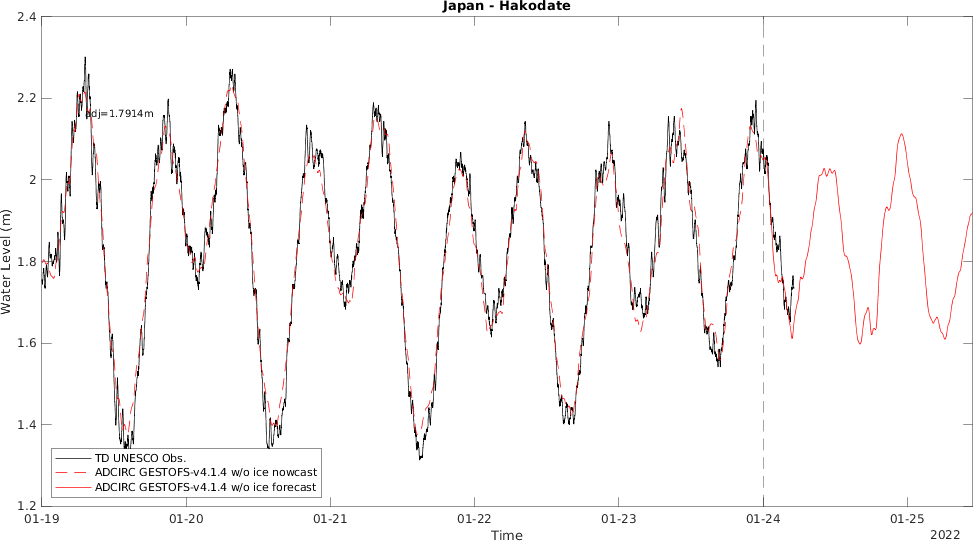 Japan - Hakodate
2.4
2.2
2
1.8
1.6
1.4
1.2
Water Level (m)
adj=1.7914m
TD UNESCO Obs.
ADCIRC GESTOFS-v4.1.4 w/o ice nowcast
ADCIRC GESTOFS-v4.1.4 w/o ice forecast
01-19 01-20 01-21 01-22 01-23 01-24 01-25
Time
2022